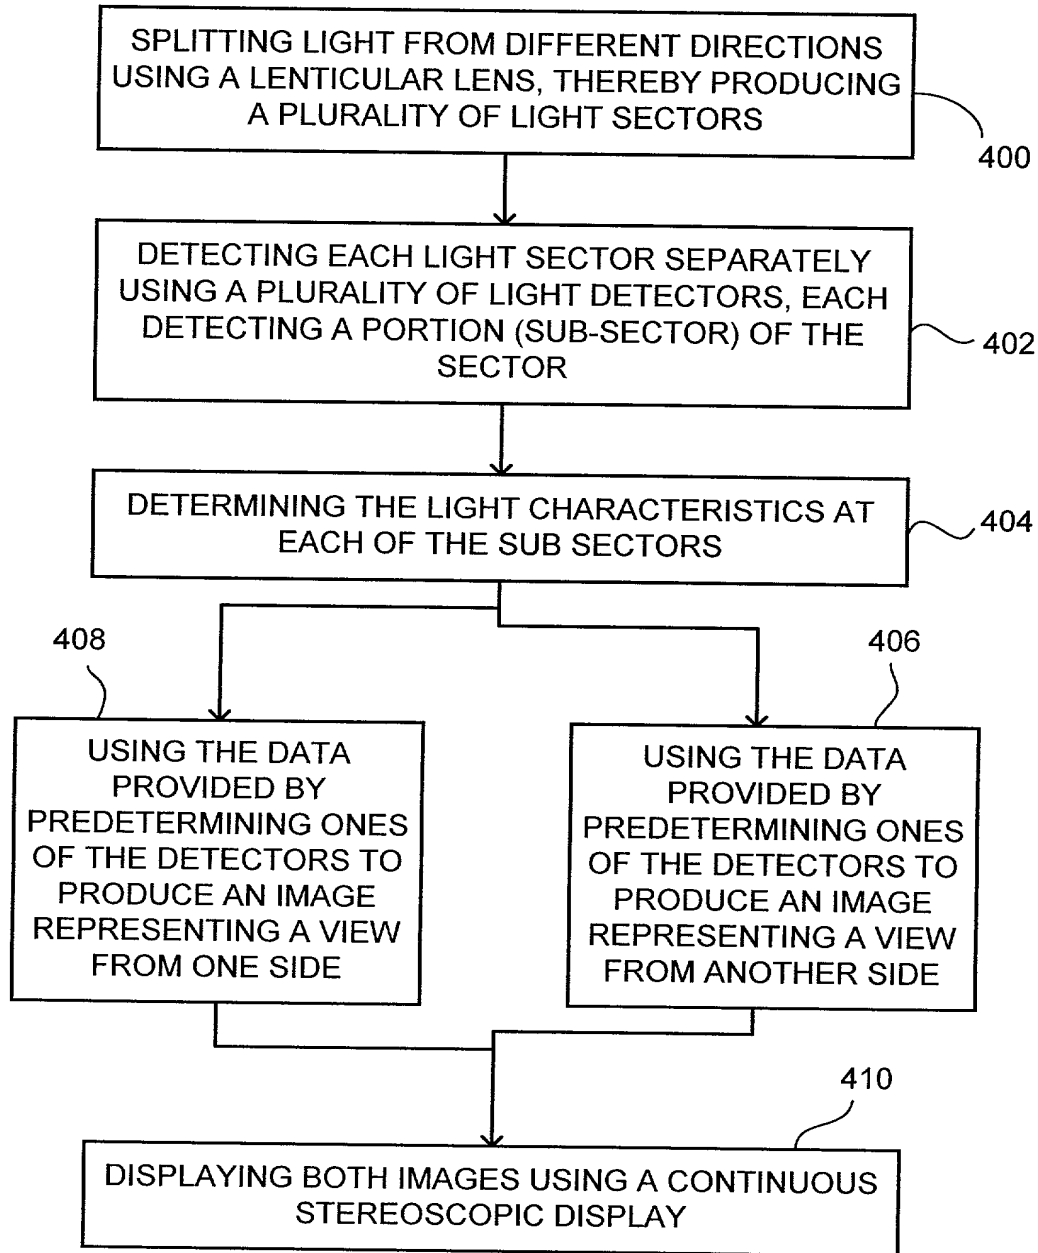 SPLITTING LIGHT FROM DIFFERENT DIRECTIONS
USING A LENTICULAR LENS, THEREBY PRODUCING
A PLURALITY OF LIGHT SECTORS
400
DETECTING EACH LIGHT SECTOR SEPARATELY
USING A PLURALITY OF LIGHT DETECTORS, EACH
DETECTING A PORTION (SUB-SECTOR) OF THE
SECTOR
402
DETERMINING THE LIGHT CHARACTERISTICS AT
EACH OF THE SUB SECTORS
404
408
USING THE DATA
PROVIDED BY
PREDETERMINING ONES
OF THE DETECTORS TO
PRODUCE AN IMAGE
REPRESENTING A VIEW
FROM ONE SIDE
406
USING THE DATA
PROVIDED BY
PREDETERMINING ONES
OF THE DETECTORS TO
PRODUCE AN IMAGE
REPRESENTING A VIEW
FROM ANOTHER SIDE
410
DISPLAYING BOTH IMAGES USING A CONTINUOUS
STEREOSCOPIC DISPLAY